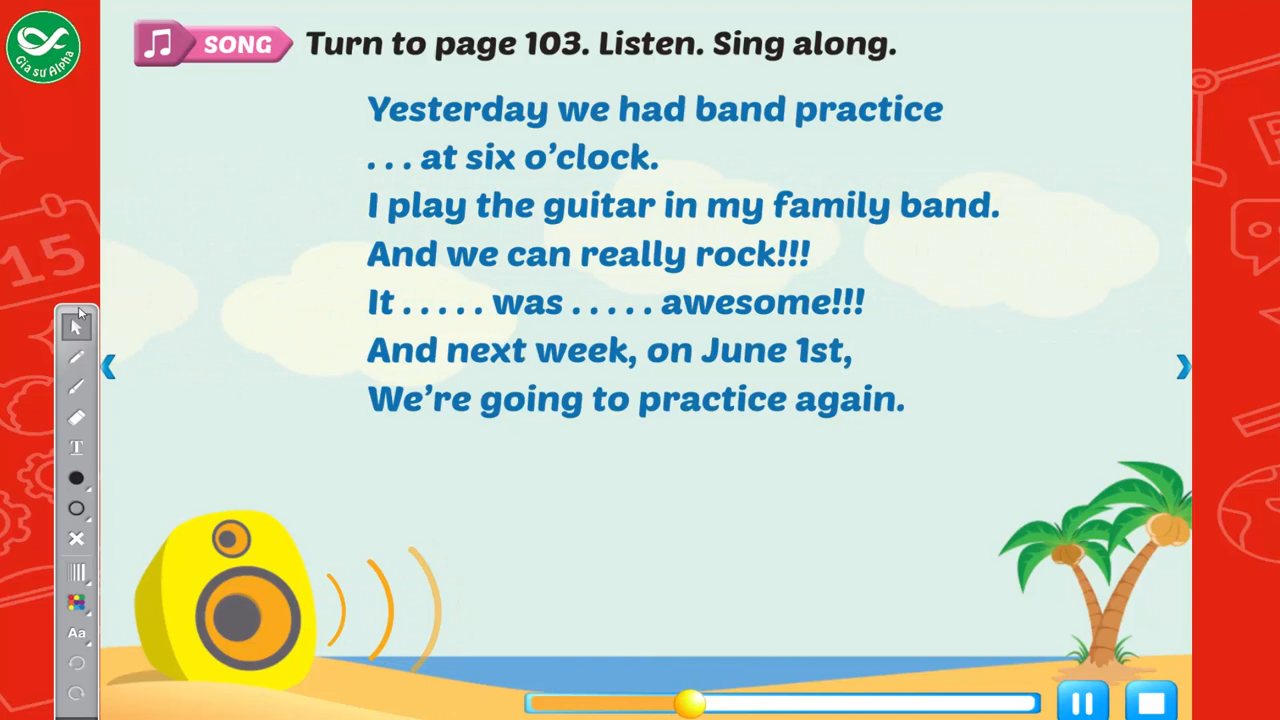 Gia sư Alpha
SONG
Turn to page 103. Listen. Sing along.
Yesterday we had band practice
. . . at six o'clock.
I play the guitar in my family band.
And we can really rock!!!
It . . . . . was . . . . . awesome!!!
And next week, on June 1st,
We're going to practice again.
15
T
Aa